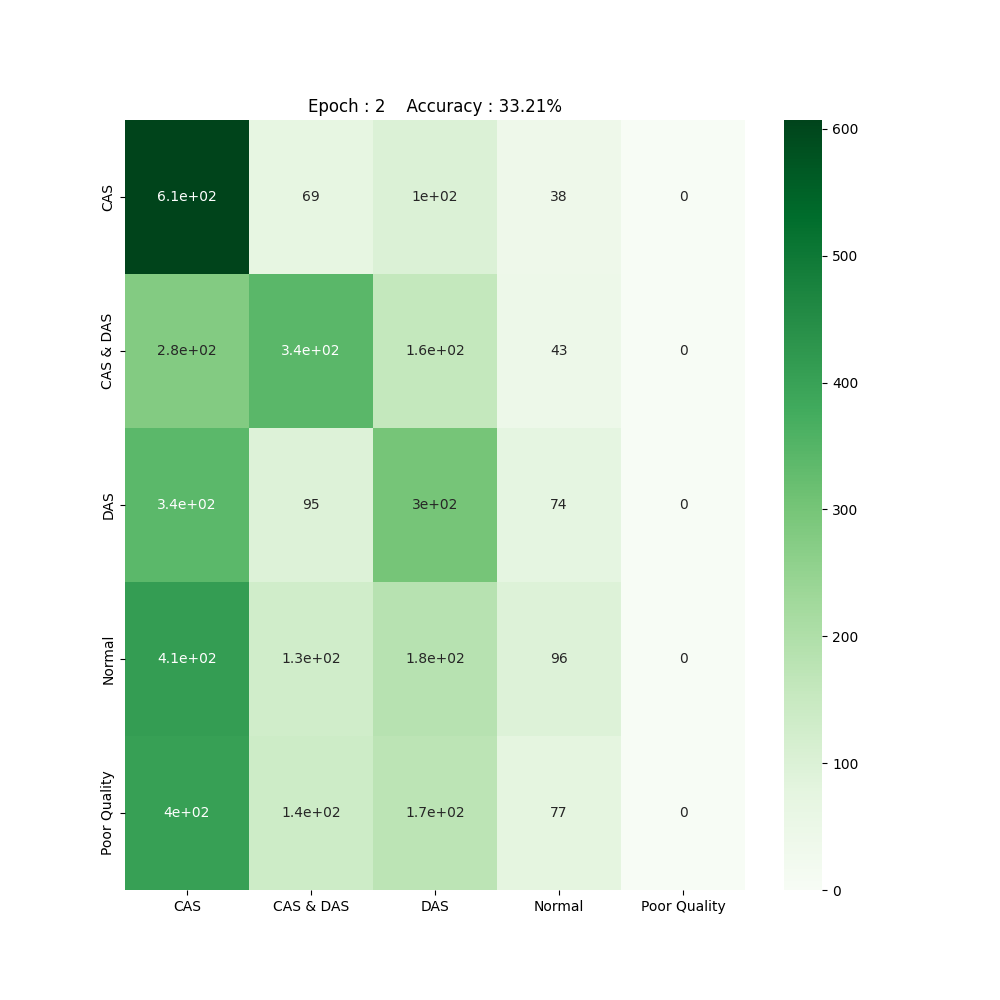 Epoch : 2    Accuracy : 33.21%
CAS 6.1e+02 69 1e+02 38 0
CAS & DAS 2.8e+02 3.4e+02 1.6e+02 43 0
DAS 3.4e+02 95 3e+02 74 0
Normal 4.1e+02 1.3e+02 1.8e+02 96 0
Poor Quality 4e+02 1.4e+02 1.7e+02 77 0
CAS CAS & DAS DAS Normal Poor Quality
600
500
400
300
200
100
0